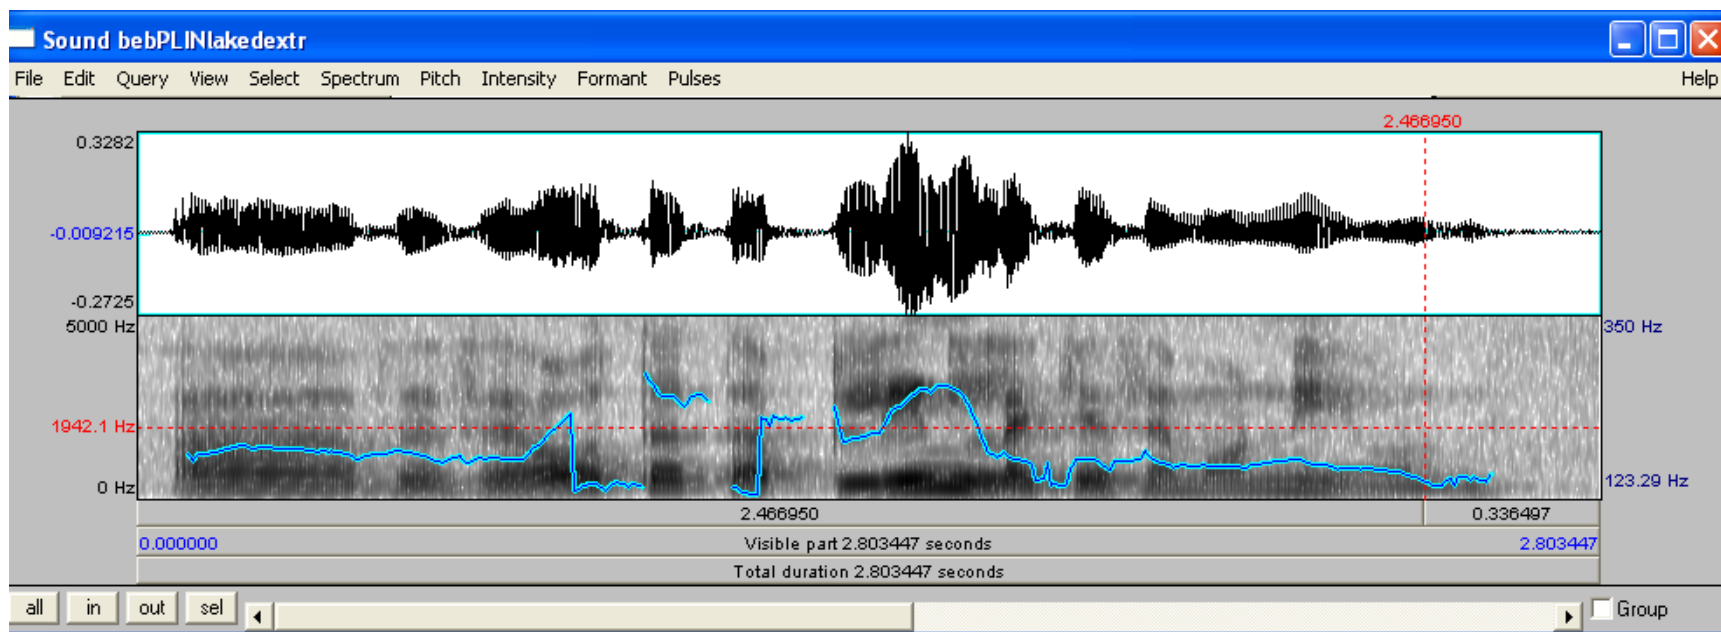 Sound bebPLINlakedextr
File Edit Query View Select Spectrum Pitch Intensity Formant Pulses Help
2.466950
0.3282
-0.009215
-0.2725
5000 Hz 350 Hz
1942.1 Hz
0 Hz 123.29 Hz
2.466950 0.336497
0.000000 Visible part 2.803447 seconds 2.803447
Total duration 2.803447 seconds
all in out sel Group